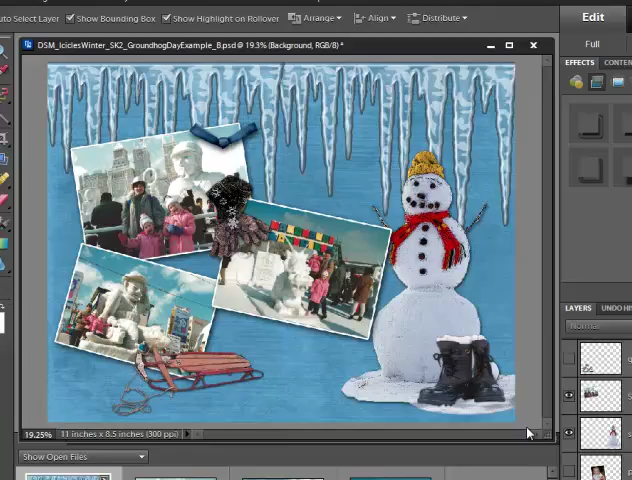 uto Select Layer Show Bounding Box Show Highlight on Rollover Arrange Align Distribute
Edit
Full
DSM_IciclesWinter_SK2_GroundhogDayExample_B.psd @ 19.3% (Background, RGB/8) *
EFFECTS CONTEN
LAYERS UNDO HI
Normal
19.25% 11 inches x 8.5 inches (300 ppi)
Show Open Files